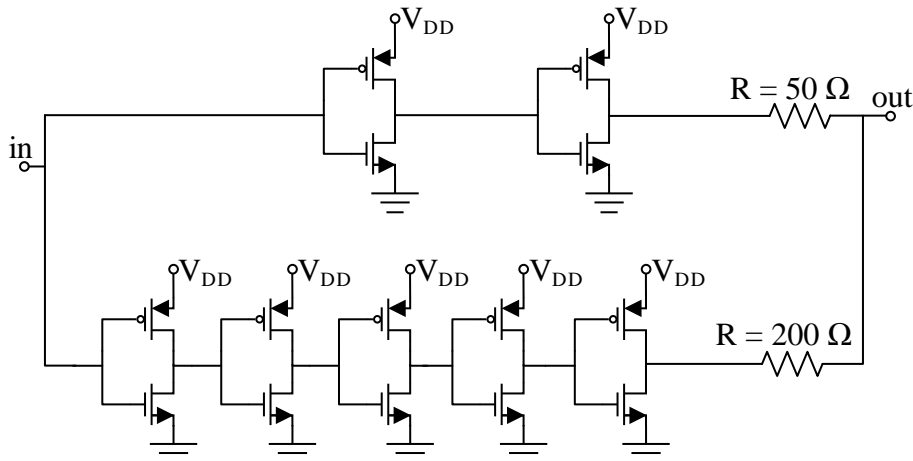 V_DD V_DD
R = 50 Ω
out
in
V_DD V_DD V_DD V_DD V_DD
R = 200 Ω